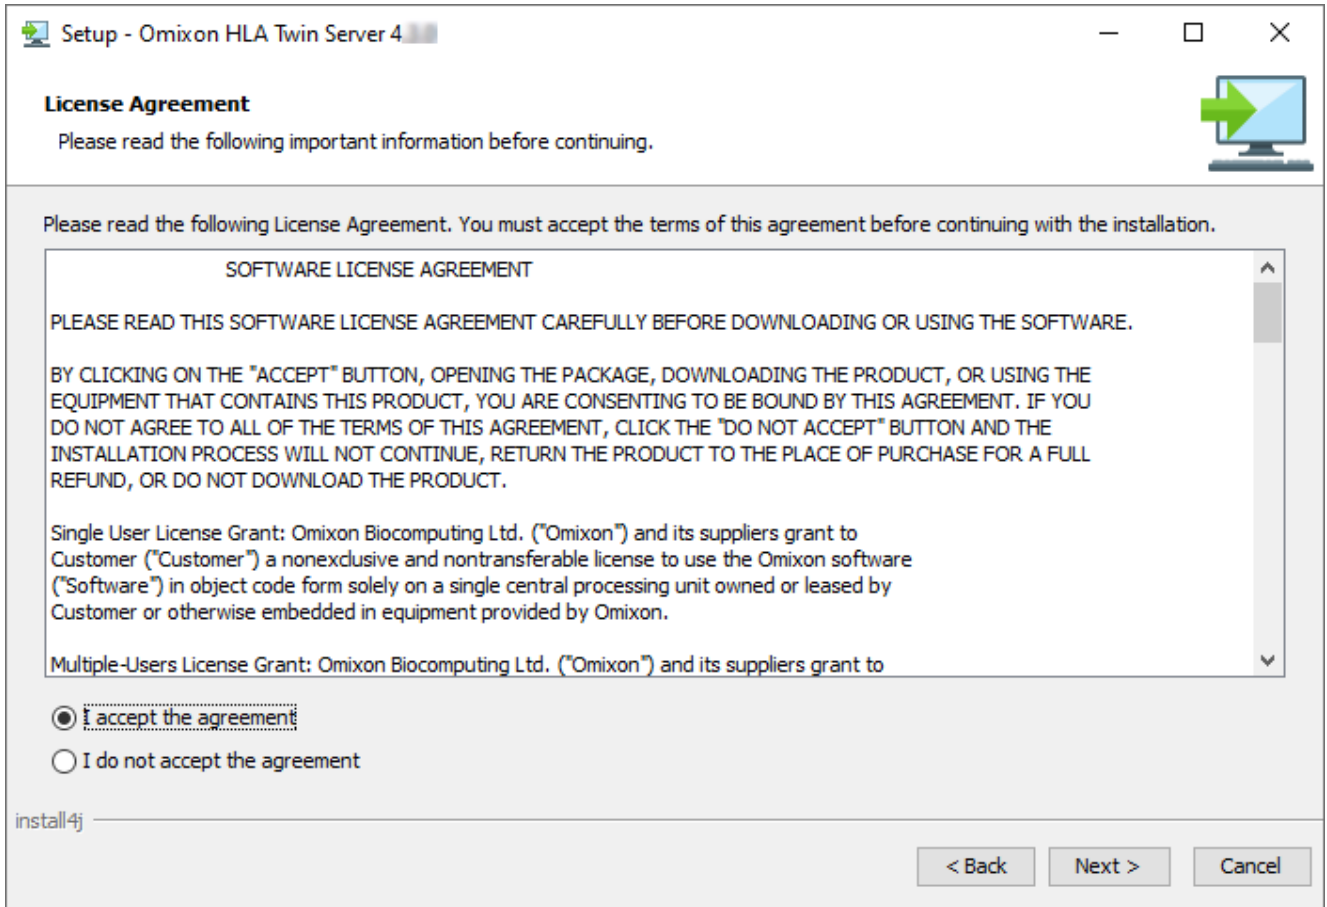 Setup - Omixon HLA Twin Server 4
License Agreement
Please read the following important information before continuing.
Please read the following License Agreement. You must accept the terms of this agreement before continuing with the installation.
SOFTWARE LICENSE AGREEMENT
PLEASE READ THIS SOFTWARE LICENSE AGREEMENT CAREFULLY BEFORE DOWNLOADING OR USING THE SOFTWARE.
BY CLICKING ON THE "ACCEPT" BUTTON, OPENING THE PACKAGE, DOWNLOADING THE PRODUCT, OR USING THE
EQUIPMENT THAT CONTAINS THIS PRODUCT, YOU ARE CONSENTING TO BE BOUND BY THIS AGREEMENT. IF YOU
DO NOT AGREE TO ALL OF THE TERMS OF THIS AGREEMENT, CLICK THE "DO NOT ACCEPT" BUTTON AND THE
INSTALLATION PROCESS WILL NOT CONTINUE, RETURN THE PRODUCT TO THE PLACE OF PURCHASE FOR A FULL
REFUND, OR DO NOT DOWNLOAD THE PRODUCT.
Single User License Grant: Omixon Biocomputing Ltd. ("Omixon") and its suppliers grant to
Customer ("Customer") a nonexclusive and nontransferable license to use the Omixon software
("Software") in object code form solely on a single central processing unit owned or leased by
Customer or otherwise embedded in equipment provided by Omixon.
Multiple-Users License Grant: Omixon Biocomputing Ltd. ("Omixon") and its suppliers grant to
I accept the agreement
I do not accept the agreement
install4j
< Back
Next >
Cancel